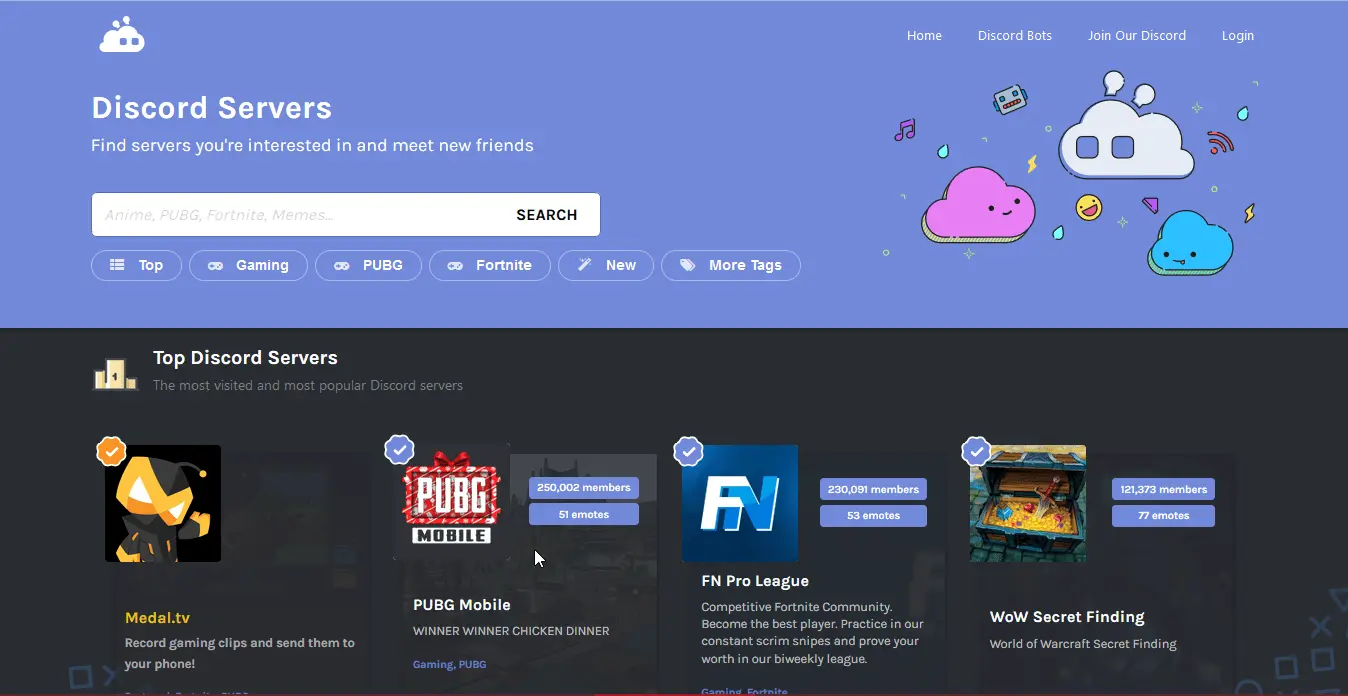 Home Discord Bots Join Our Discord Login
Discord Servers
Find servers you're interested in and meet new friends
Anime, PUBG, Fortnite, Memes... SEARCH
Top Gaming PUBG Fortnite New More Tags
1
Top Discord Servers
The most visited and most popular Discord servers
Medal.tv
Record gaming clips and send them to
your phone!
Featured, Fortnite, PUBG
PUBG
MOBILE
250,002 members
51 emotes
PUBG Mobile
WINNER WINNER CHICKEN DINNER
Gaming, PUBG
FN
230,091 members
53 emotes
FN Pro League
Competitive Fortnite Community.
Become the best player. Practice in our
constant scrim snipes and prove your
worth in our biweekly league.
Gaming, Fortnite
121,373 members
77 emotes
WoW Secret Finding
World of Warcraft Secret Finding